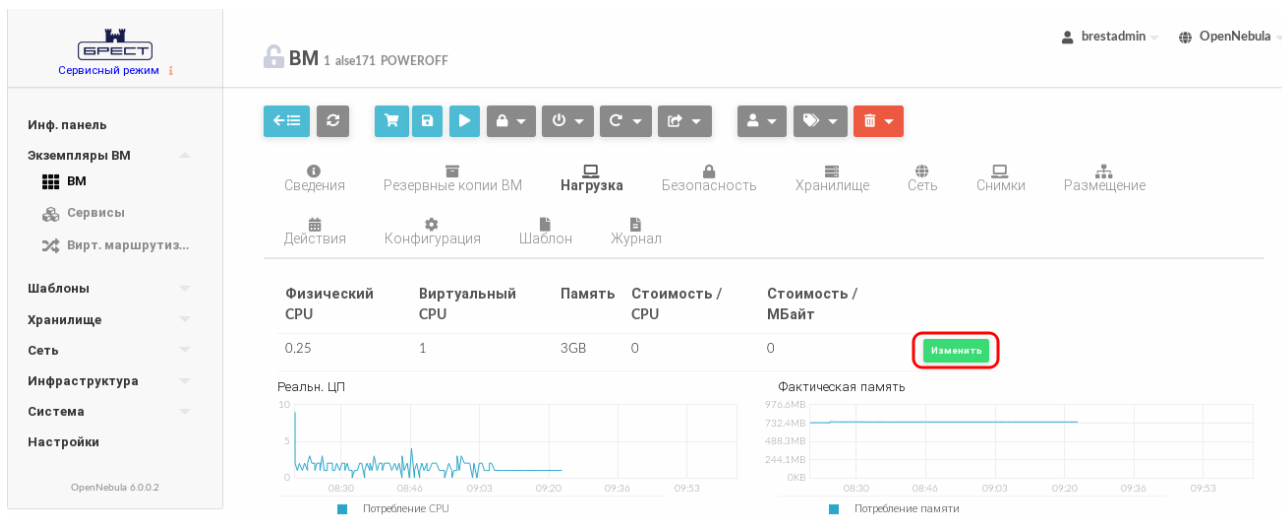 БРЕСТ
Сервисный режим i
ВМ 1 alse171 POWEROFF
brestadmin
OpenNebula
Инф. панель
Экземпляры ВМ
ВМ
Сервисы
Вирт. маршрутиз...
Шаблоны
Хранилище
Сеть
Инфраструктура
Система
Настройки
OpenNebula 6.0.0.2
Сведения Резервные копии ВМ Нагрузка Безопасность Хранилище Сеть Снимки Размещение
Действия Конфигурация Шаблон Журнал
Физический CPU Виртуальный CPU Память Стоимость / CPU Стоимость / МБайт
0.25 1 3GB 0 0 Изменить
Реальн. ЦП
10
5
0
08:30 08:46 09:03 09:20 09:36 09:53
Потребление CPU
Фактическая память
976.6MB
732.4MB
488.3MB
244.1MB
0KB
08:30 08:46 09:03 09:20 09:36 09:53
Потребление памяти